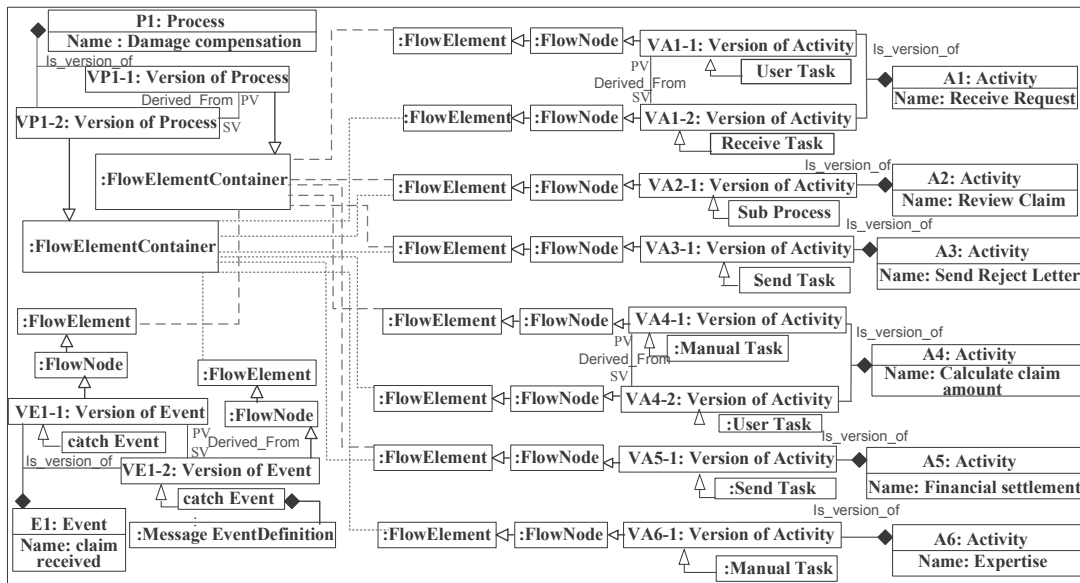 P1: Process
Name : Damage compensation
Is_version_of
VP1-1: Version of Process
Derived_From
PV
VP1-2: Version of Process
SV
:FlowElementContainer
:FlowElementContainer
:FlowElement
:FlowNode
VE1-1: Version of Event
catch Event
PV
SV
Derived_From
Is_version_of
VE1-2: Version of Event
catch Event
:Message EventDefinition
:FlowElement
:FlowNode
E1: Event
Name: claim
received
:FlowElement
:FlowNode
VA1-1: Version of Activity
Is_version_of
PV
User Task
Derived_From
SV
A1: Activity
Name: Receive Request
:FlowElement
:FlowNode
VA1-2: Version of Activity
Receive Task
Is_version_of
:FlowElement
:FlowNode
VA2-1: Version of Activity
Sub Process
A2: Activity
Name: Review Claim
Is_version_of
:FlowElement
:FlowNode
VA3-1: Version of Activity
Send Task
A3: Activity
Name: Send Reject Letter
:FlowElement
:FlowNode
VA4-1: Version of Activity
Is_version_of
PV
:Manual Task
Derived_From
SV
A4: Activity
Name: Calculate claim
amount
:FlowElement
:FlowNode
VA4-2: Version of Activity
:User Task
Is_version_of
:FlowElement
:FlowNode
VA5-1: Version of Activity
:Send Task
A5: Activity
Name: Financial settlement
Is_version_of
:FlowElement
:FlowNode
VA6-1: Version of Activity
:Manual Task
A6: Activity
Name: Expertise